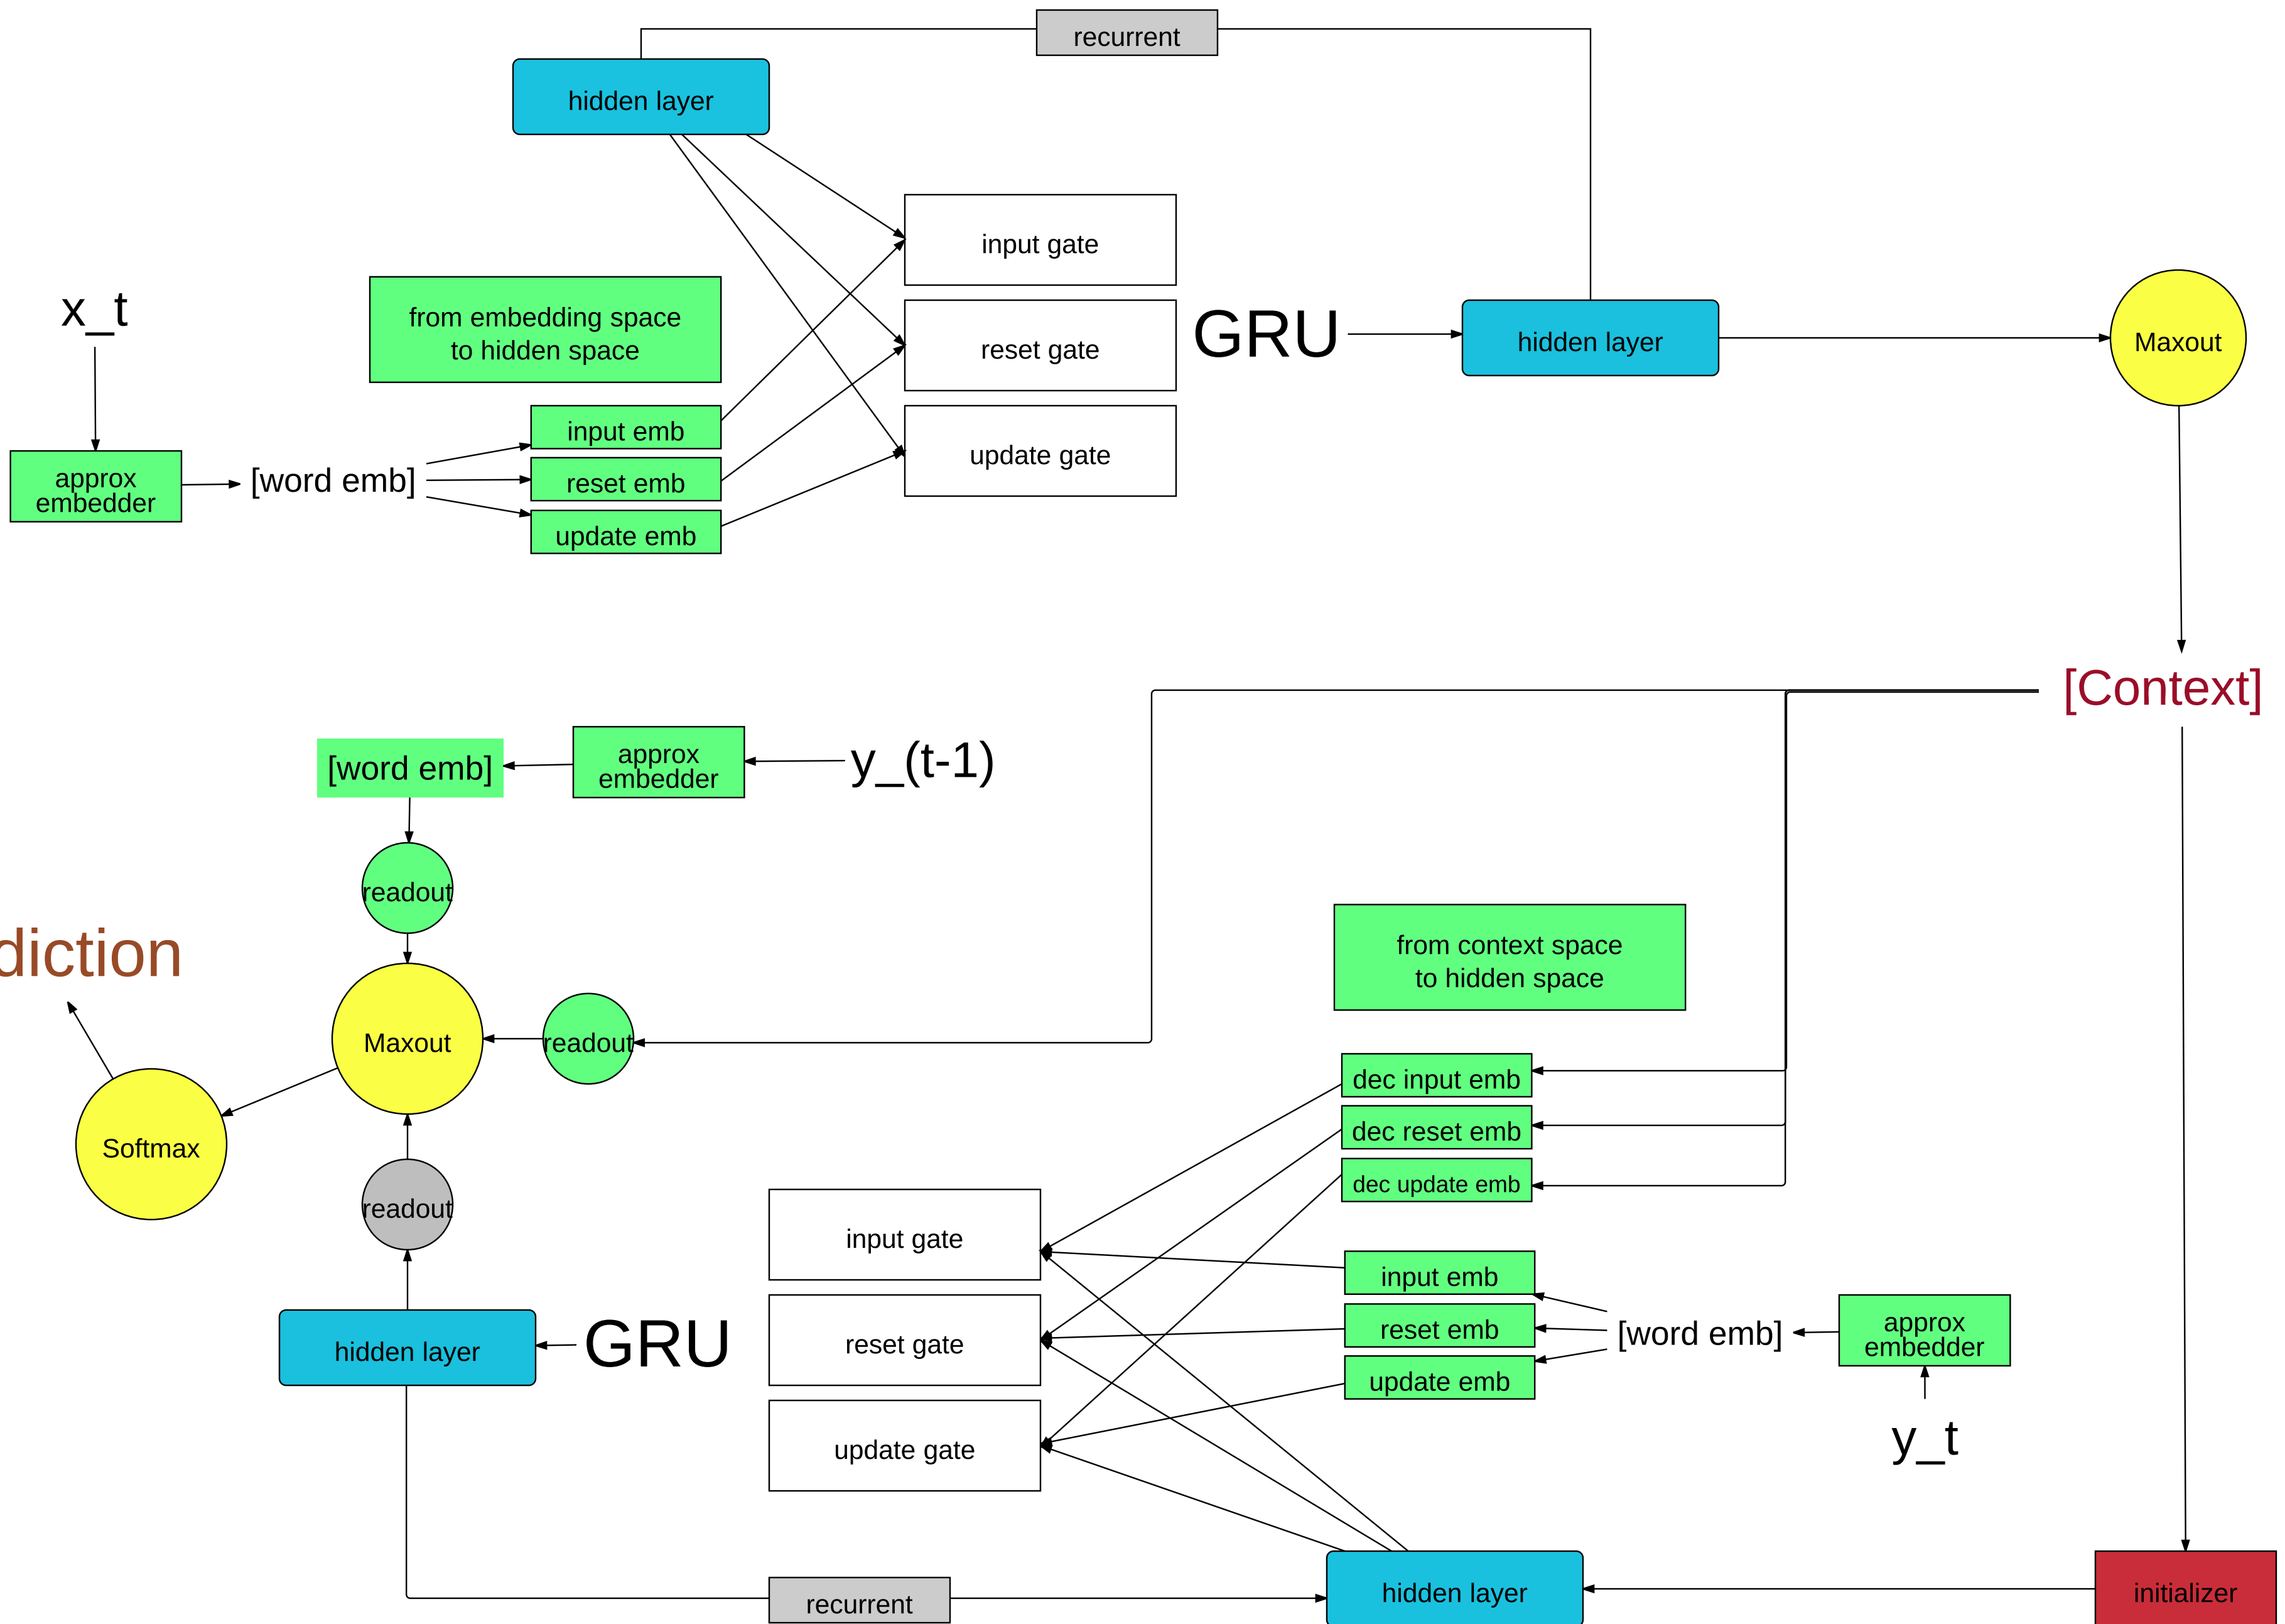 recurrent
hidden layer
input gate
x_t
from embedding space
to hidden space
GRU
reset gate
hidden layer
Maxout
input emb
update gate
approx
embedder
[word emb]
reset emb
update emb
[Context]
[word emb]
approx
embedder
y_(t-1)
readout
diction
from context space
to hidden space
Maxout
readout
dec input emb
Softmax
dec reset emb
dec update emb
readout
input gate
input emb
hidden layer
GRU
reset gate
reset emb
[word emb]
approx
embedder
update emb
update gate
y_t
recurrent
hidden layer
initializer